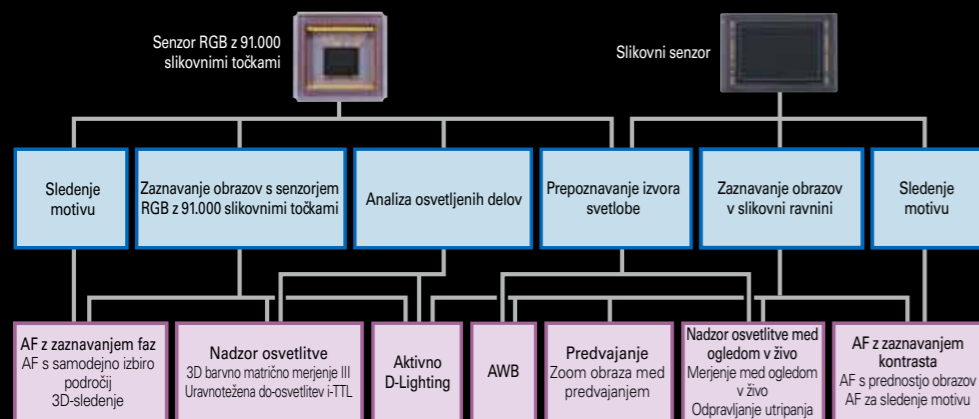 Senzor RGB z 91.000
slikovnimi točkami
Slikovni senzor
Sledenje
motivu
Zaznavanje obrazov s senzorjem
RGB z 91.000 slikovnimi točkami
Analiza osvetljenih delov
Prepoznavanje izvora
svetlobe
Zaznavanje obrazov
v slikovni ravnini
Sledenje
motivu
AF z zaznavanjem faz
AF s samodejno izbiro
področij
3D-sledenje
Nadzor osvetlitve
3D barvno matrično merjenje III
Uravnotežena do-osvetlitev i-TTL
Aktivno
D-Lighting
AWB
Predvajanje
Zoom obraza med
predvajanjem
Nadzor osvetlitve med
ogledom v živo
Merjenje med ogledom
v živo
Odpravljanje utripanja
AF z zaznavanjem
kontrasta
AF s prednostjo obrazov
AF za sledenje motivu